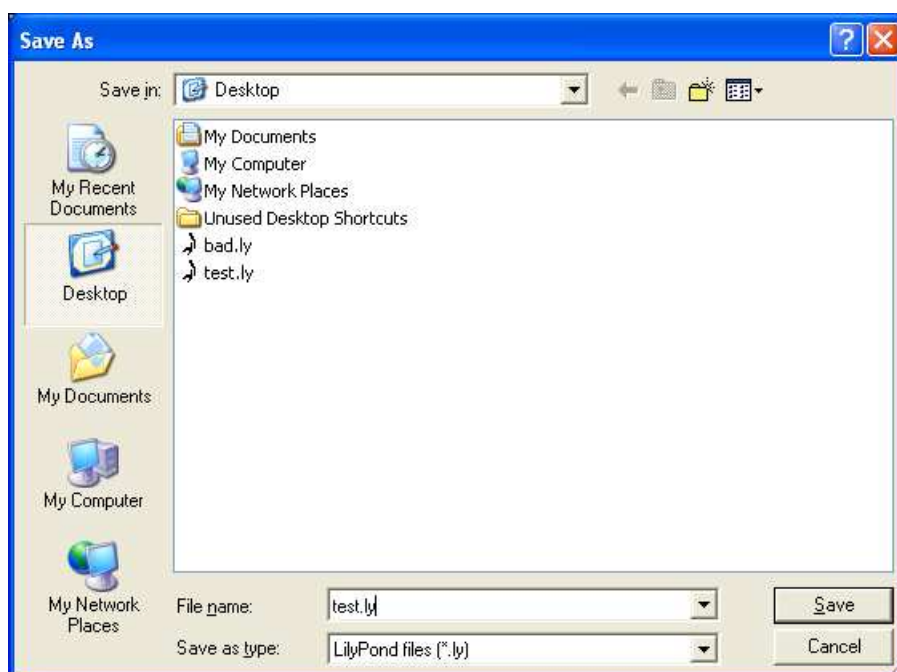 Save As
Save in: Desktop
My Documents
My Computer
My Network Places
Unused Desktop Shortcuts
bad.ly
test.ly
My Recent
Documents
Desktop
My Documents
My Computer
My Network
Places
File name: test.ly
Save
Save as type: LilyPond files (*.ly)
Cancel